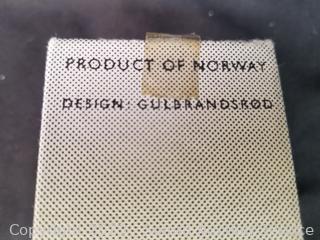 PRODUCT OF NORWAY
DESIGN: GULBRANDSRØD